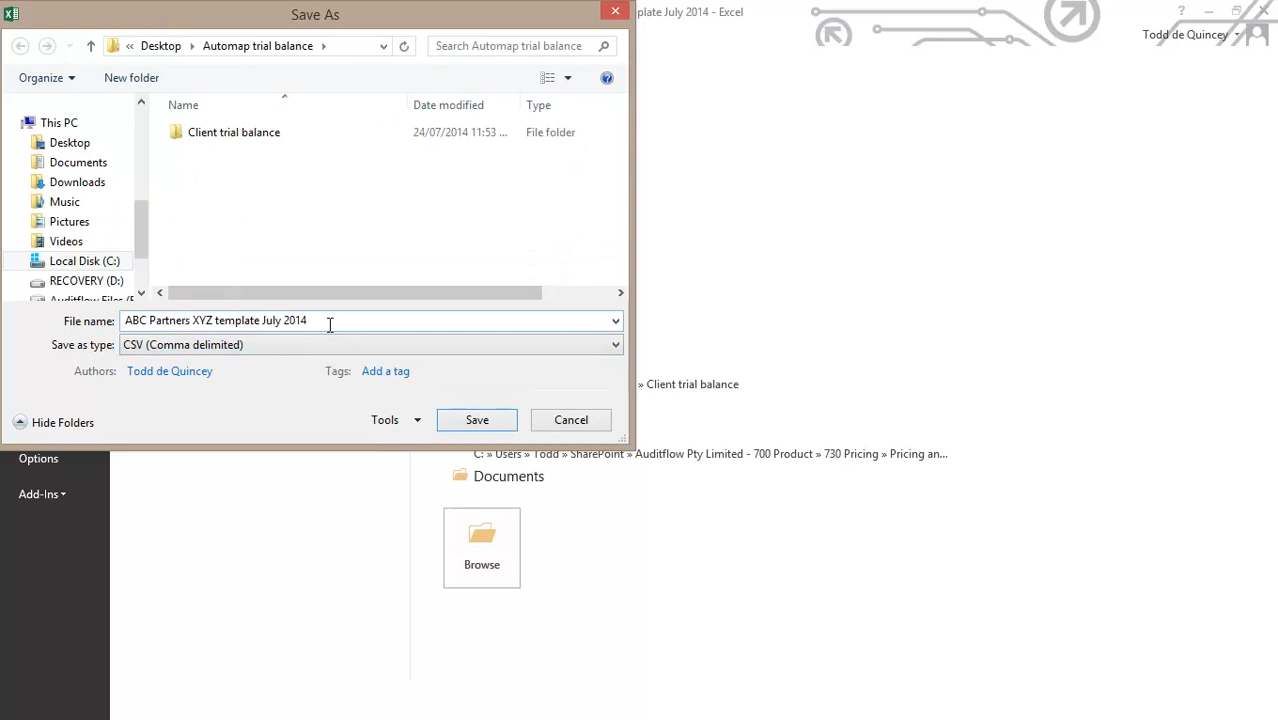 Save As
plate July 2014 - Excel
Todd de Quincey
« Desktop Automap trial balance
Search Automap trial balance
Organize
New folder
Name Date modified Type
This PC
Desktop
Documents
Downloads
Music
Pictures
Videos
Local Disk (C:)
RECOVERY (D:)
Auditflow Files (F
Client trial balance 24/07/2014 11:53 ... File folder
File name: ABC Partners XYZ template July 2014
Save as type: CSV (Comma delimited)
Authors: Todd de Quincey Tags: Add a tag
» Client trial balance
Hide Folders Tools Save Cancel
C: » Users » Todd » SharePoint » Auditflow Pty Limited - 700 Product » 730 Pricing » Pricing an...
Options
Documents
Add-Ins
Browse